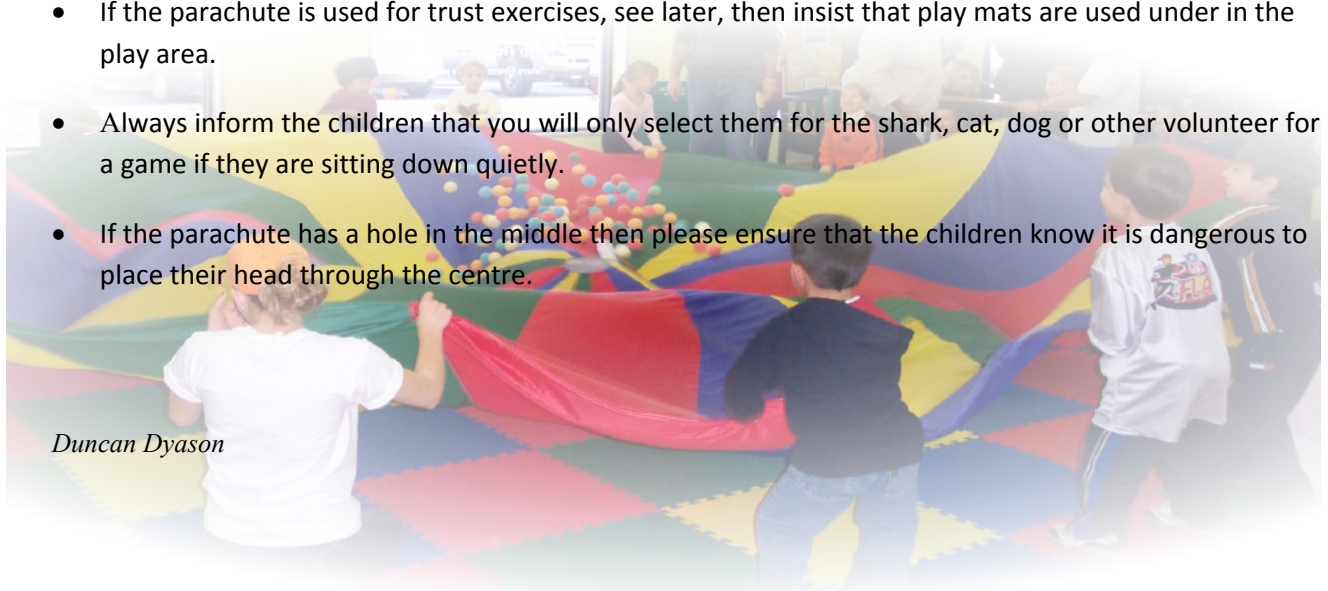 • If the parachute is used for trust exercises, see later, then insist that play mats are used under in the
play area.
• Always inform the children that you will only select them for the shark, cat, dog or other volunteer for
a game if they are sitting down quietly.
• If the parachute has a hole in the middle then please ensure that the children know it is dangerous to
place their head through the centre.
FLA
Duncan Dyason